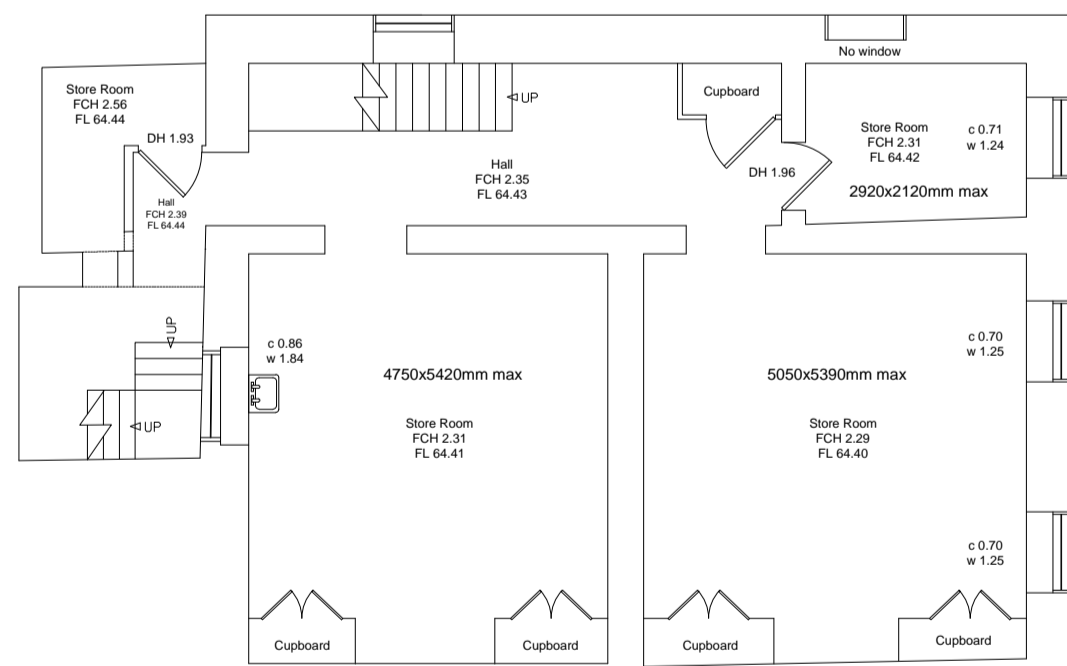 No window
Store Room
FCH 2.56
FL 64.44
DH 1.93
UP
Cupboard
Store Room
FCH 2.31
FL 64.42
c 0.71
w 1.24
2920x2120mm max
Hall
FCH 2.35
FL 64.43
DH 1.96
Hall
FCH 2.39
FL 64.44
UP
UP
c 0.86
w 1.84
4750x5420mm max
Store Room
FCH 2.31
FL 64.41
5050x5390mm max
Store Room
FCH 2.29
FL 64.40
c 0.70
w 1.25
c 0.70
w 1.25
Cupboard
Cupboard
Cupboard
Cupboard